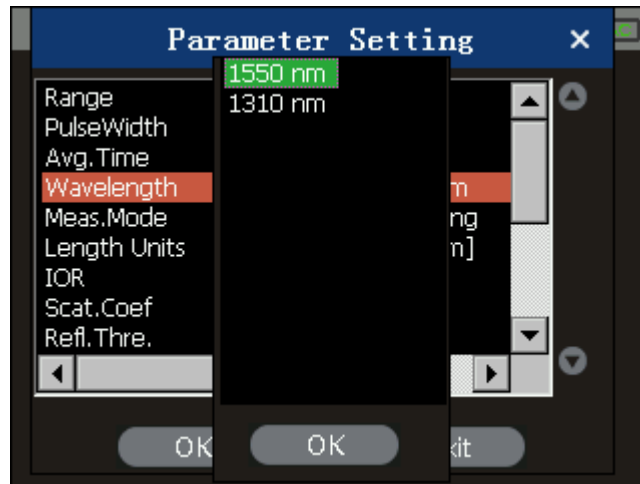 Parameter Setting
1550 nm
1310 nm
Range
PulseWidth
Avg.Time
Wavelength m
Meas.Mode ng
Length Units m]
IOR
Scat.Coef
Refl.Thre.
OK OK xit